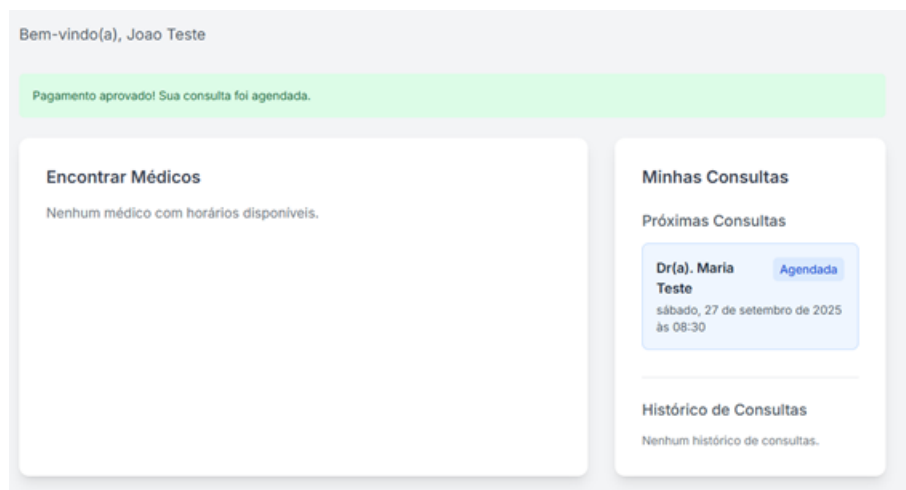 Bem-vindo(a), Joao Teste
Pagamento aprovado! Sua consulta foi agendada.
Encontrar Médicos
Nenhum médico com horários disponíveis.
Minhas Consultas
Próximas Consultas
Dr(a). Maria
Teste
Agendada
sábado, 27 de setembro de 2025
às 08:30
Histórico de Consultas
Nenhum histórico de consultas.